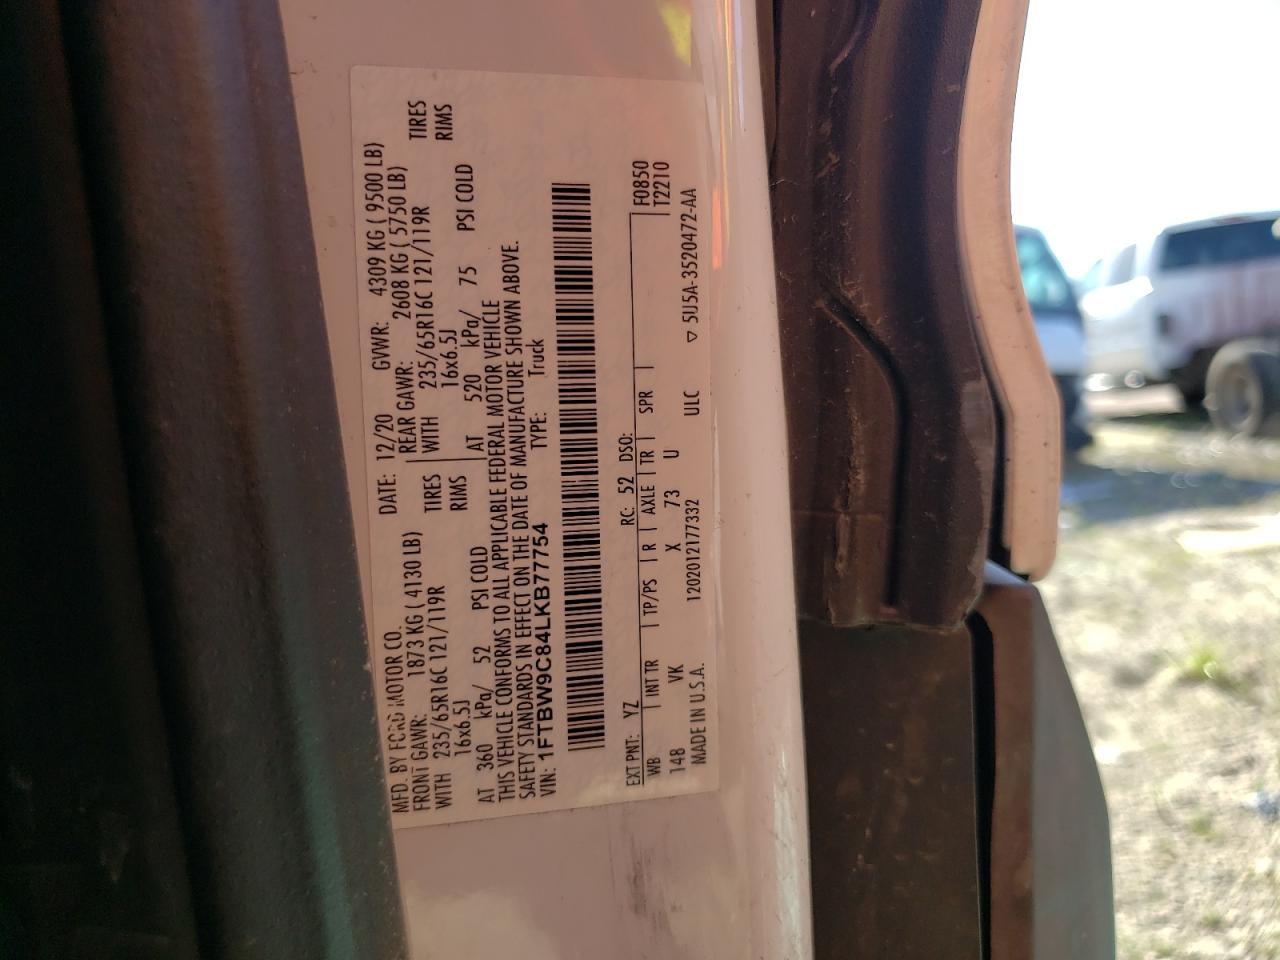 MFD. BY FORD MOTOR CO.
DATE: 12/20 GVWR: 4309 KG ( 9500 LB)
FRONT GAWR: 1873 KG ( 4130 LB) REAR GAWR: 2608 KG ( 5750 LB)
WITH 235/65R16C 121/119R TIRES WITH 235/65R16C 121/119R TIRES
16x6.5J RIMS 16x6.5J RIMS
AT 360 kPa/ 52 PSI COLD AT 520 kPa/ 75 PSI COLD
THIS VEHICLE CONFORMS TO ALL APPLICABLE FEDERAL MOTOR VEHICLE
SAFETY STANDARDS IN EFFECT ON THE DATE OF MANUFACTURE SHOWN ABOVE.
VIN: 1FTBW9C84LKB77754 TYPE: Truck
EXT PNT: YZ RC: 52 DSO: F0850
WB INT TR TP/PS R AXLE TR SPR T2210
148 VK X 73 U
MADE IN U.S.A. 1202012177332 ULC ▽ 5U5A-3520472-AA